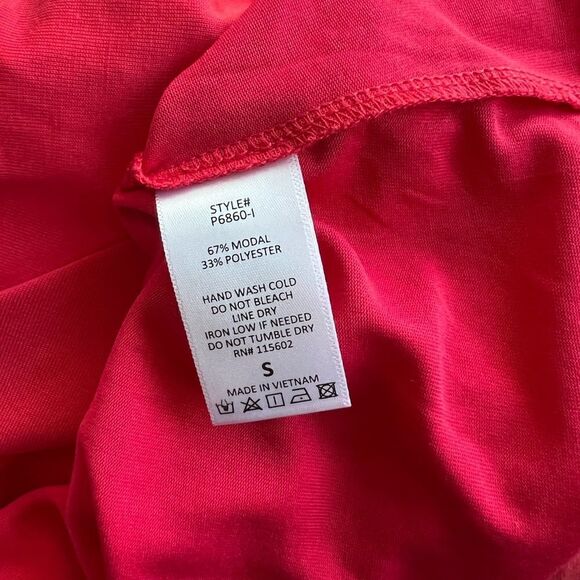 STYLE#
P6860-I
67% MODAL
33% POLYESTER
HAND WASH COLD
DO NOT BLEACH
LINE DRY
IRON LOW IF NEEDED
DO NOT TUMBLE DRY
RN# 115602
S
MADE IN VIETNAM